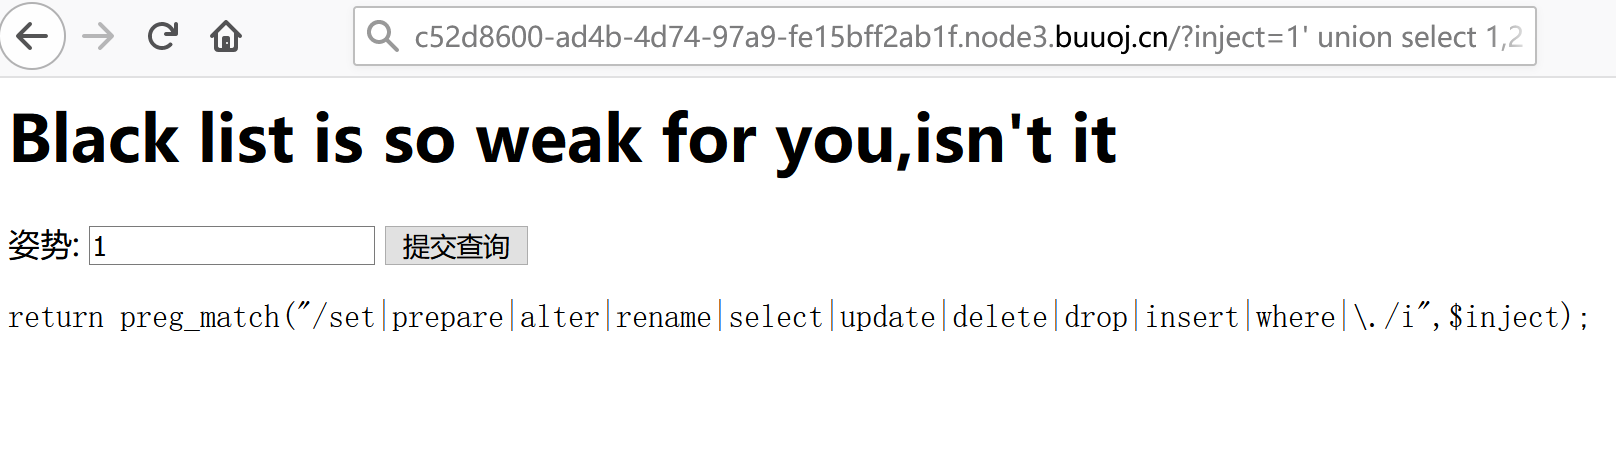 c52d8600-ad4b-4d74-97a9-fe15bff2ab1f.node3.buuoj.cn/?inject=1' union select 1,2
Black list is so weak for you,isn't it
姿势: 1 提交查询
return preg_match("/set|prepare|alter|rename|select|update|delete|drop|insert|where|\./i",$inject);